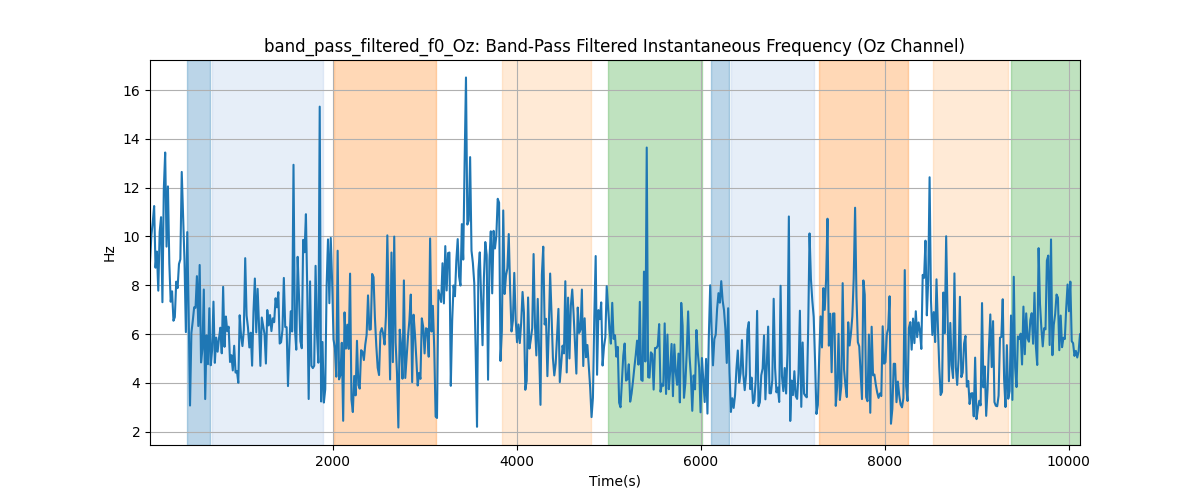 band_pass_filtered_f0_Oz: Band-Pass Filtered Instantaneous Frequency (Oz Channel)
16
14
12
10
8
6
4
2
Hz
2000 4000 6000 8000 10000
Time(s)